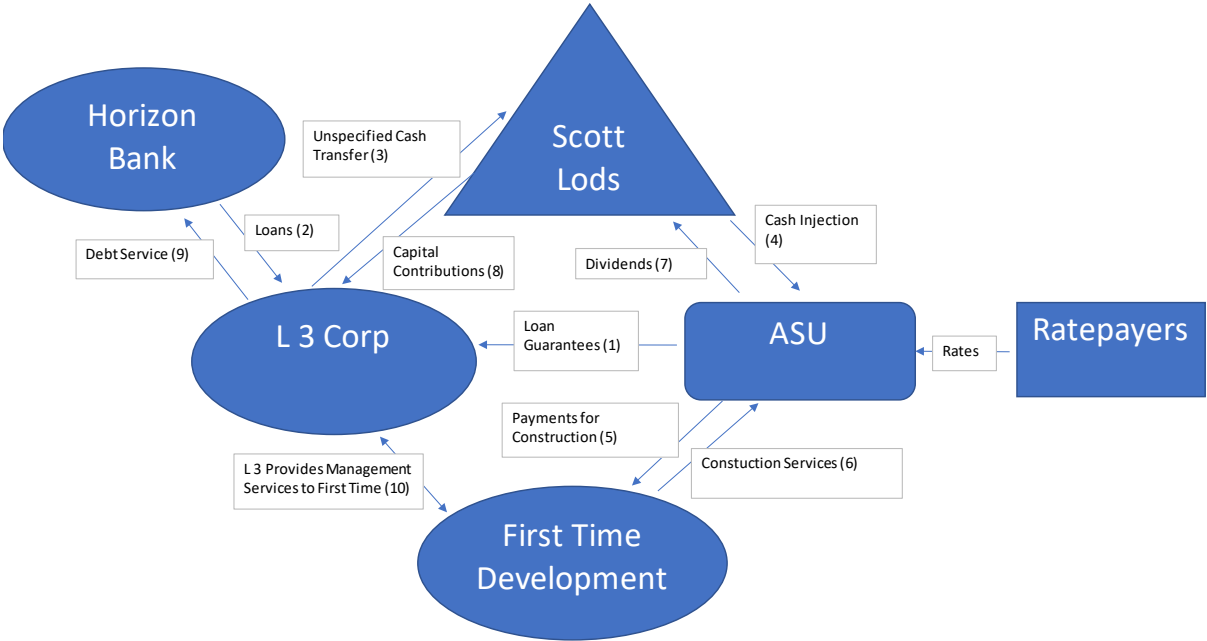 Horizon
Bank
Unspecified Cash
Transfer (3)
Scott
Lods
Loans (2)
Debt Service (9)
Capital
Contributions (8)
Dividends (7)
Cash Injection
(4)
L 3 Corp
Loan
Guarantees (1)
ASU
Rates
Ratepayers
Payments for
Construction (5)
Constuction Services (6)
L 3 Provides Management
Services to First Time (10)
First Time
Development